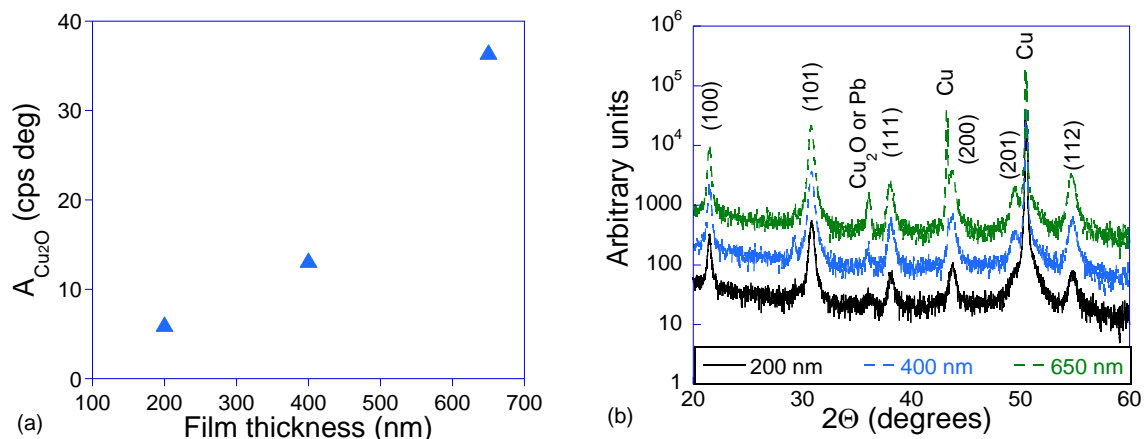 40
30
20
10
0
A_Cu2O (cps deg)
100 200 300 400 500 600 700
Film thickness (nm)
(a)
10^6
10^5
10^4
1000
100
10
1
Arbitrary units
(100)
(101)
Cu_2O or Pb
(111)
Cu
(200)
(201)
Cu
(112)
200 nm 400 nm 650 nm
20 30 40 50 60
2Θ (degrees)
(b)